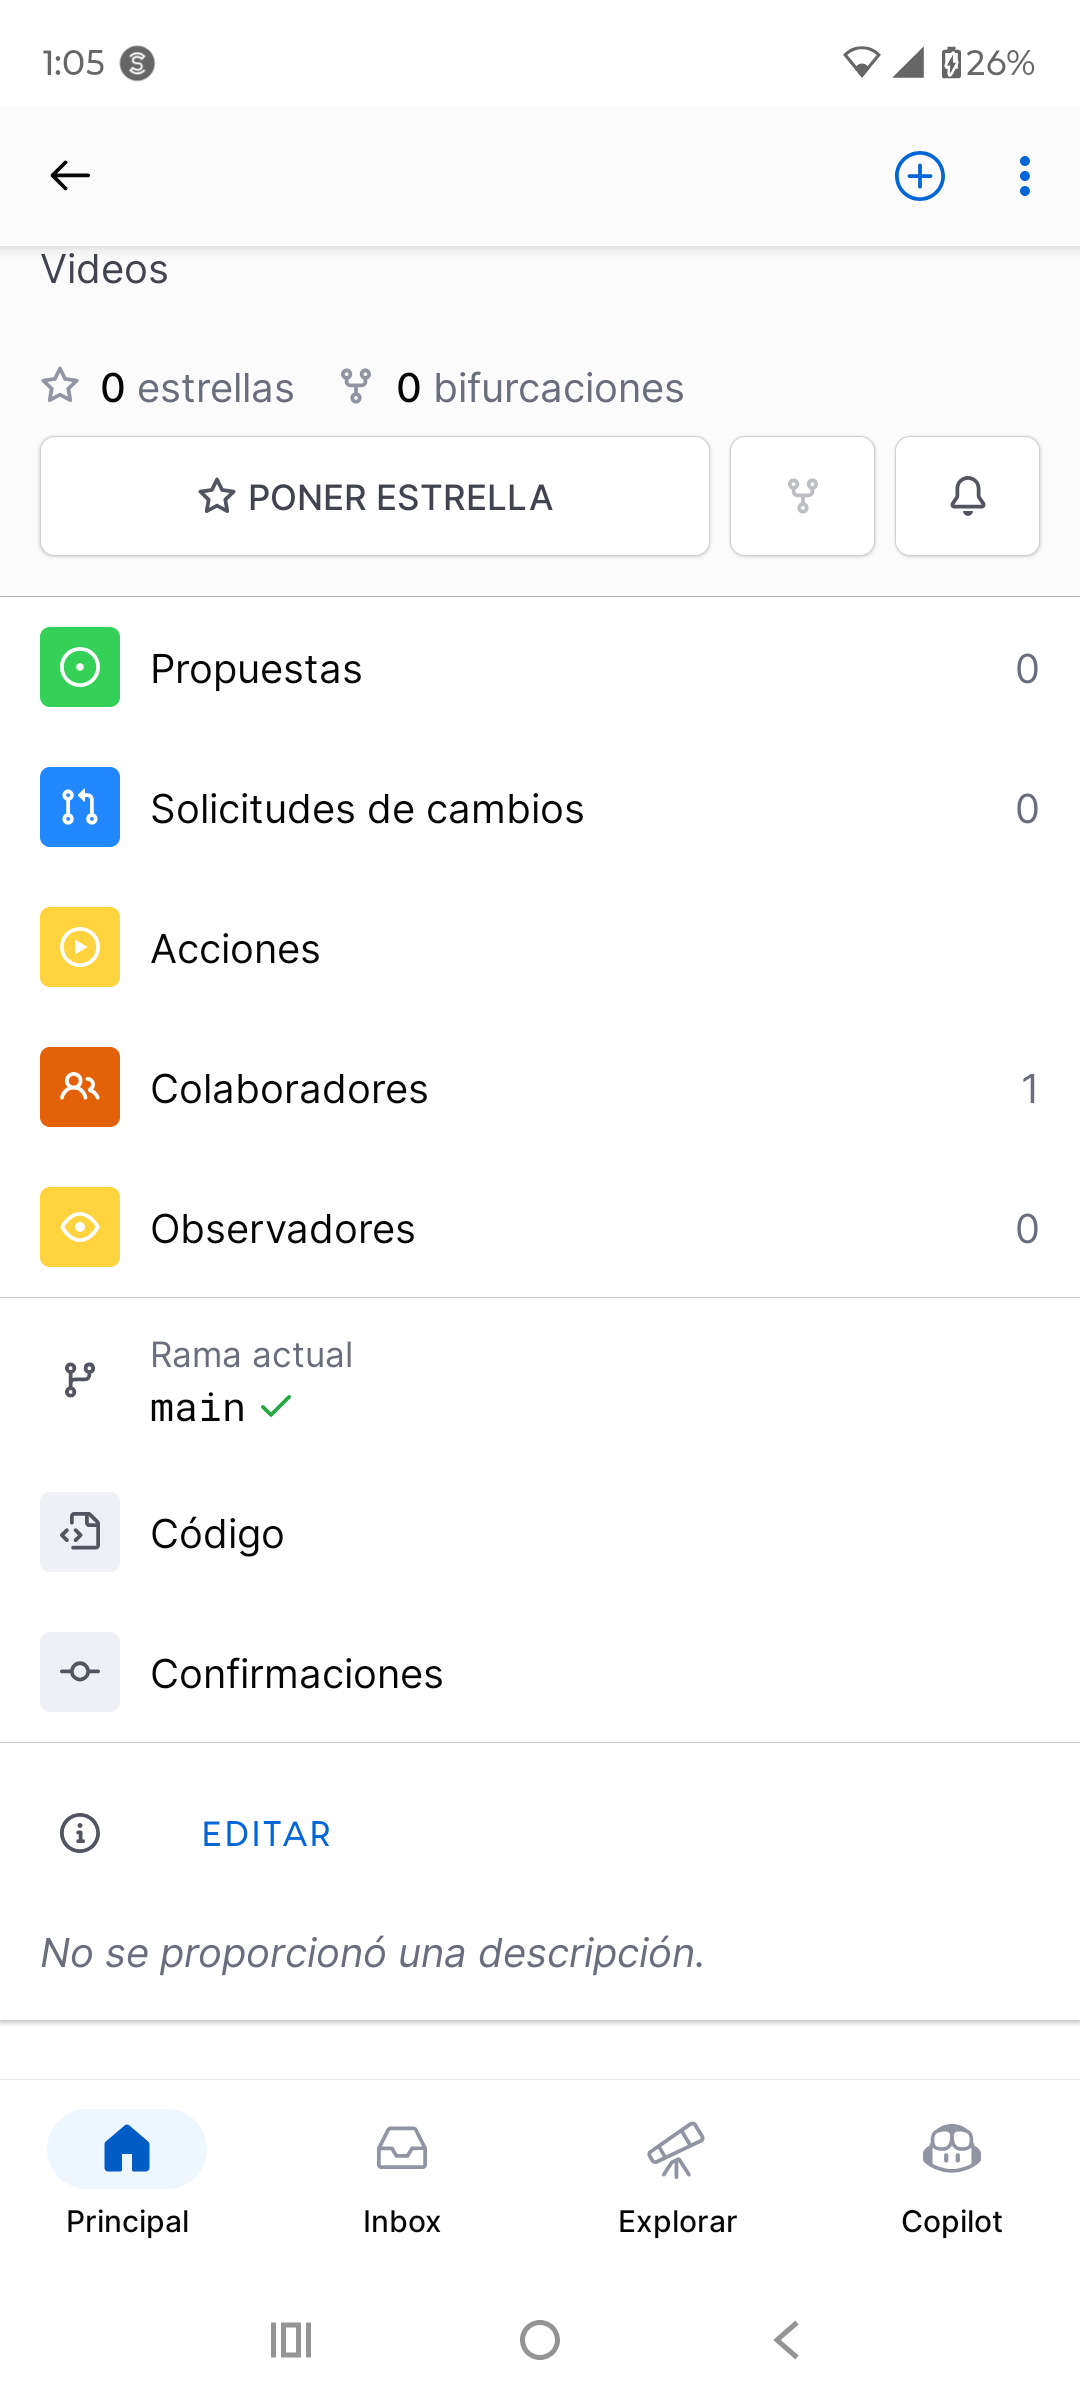 1:05
26%
Videos
0 estrellas 0 bifurcaciones
PONER ESTRELLA
Propuestas 0
Solicitudes de cambios 0
Acciones
Colaboradores 1
Observadores 0
Rama actual
main
Código
Confirmaciones
EDITAR
No se proporcionó una descripción.
Principal Inbox Explorar Copilot